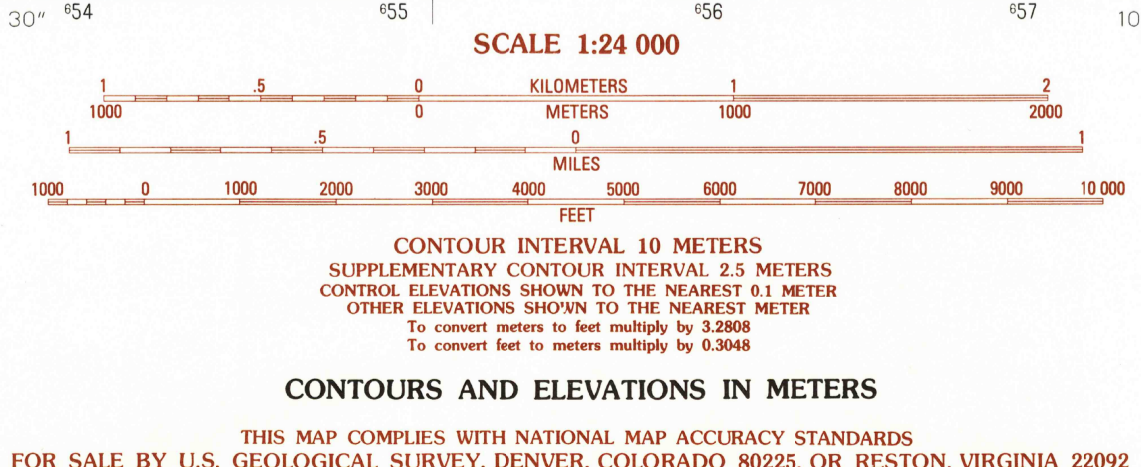 30" ⁶54 ⁶55 ⁶56 ⁶57 10
SCALE 1:24 000
1 .5 0 KILOMETERS 1 2
1000 0 METERS 1000 2000
1 .5 0 1
MILES
1000 0 1000 2000 3000 4000 5000 6000 7000 8000 9000 10 000
FEET
CONTOUR INTERVAL 10 METERS
SUPPLEMENTARY CONTOUR INTERVAL 2.5 METERS
CONTROL ELEVATIONS SHOWN TO THE NEAREST 0.1 METER
OTHER ELEVATIONS SHOWN TO THE NEAREST METER
To convert meters to feet multiply by 3.2808
To convert feet to meters multiply by 0.3048
CONTOURS AND ELEVATIONS IN METERS
THIS MAP COMPLIES WITH NATIONAL MAP ACCURACY STANDARDS
FOR SALE BY U.S. GEOLOGICAL SURVEY, DENVER, COLORADO 80225, OR RESTON, VIRGINIA 22092